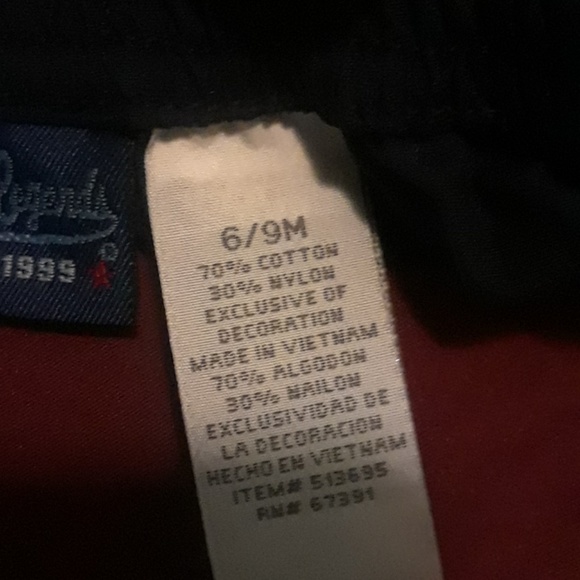 Legends
1999
6/9M
70% COTTON
30% NYLON
EXCLUSIVE OF
DECORATION
MADE IN VIETNAM
70% ALGODON
30% NAILON
EXCLUSIVIDAD DE
LA DECORACION
HECHO EN VIETNAM
ITEM# 513695
RN# 67391